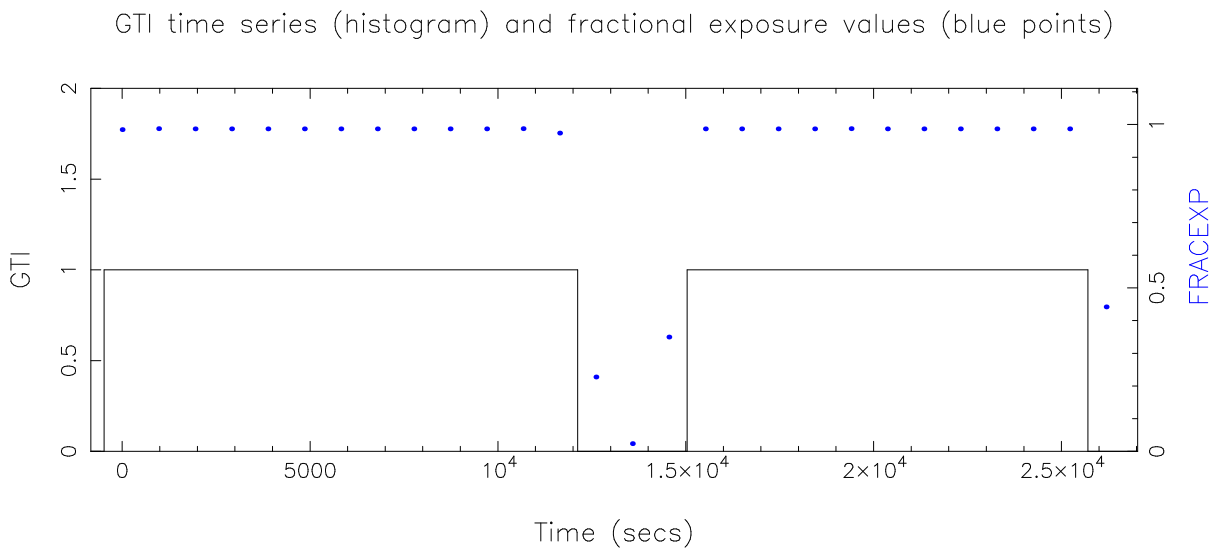 GTI time series (histogram) and fractional exposure values (blue points)
2
1.5
1
0.5
0
GTI
1
0.5
0
FRACEXP
0 5000 10⁴ 1.5×10⁴ 2×10⁴ 2.5×10⁴
Time (secs)